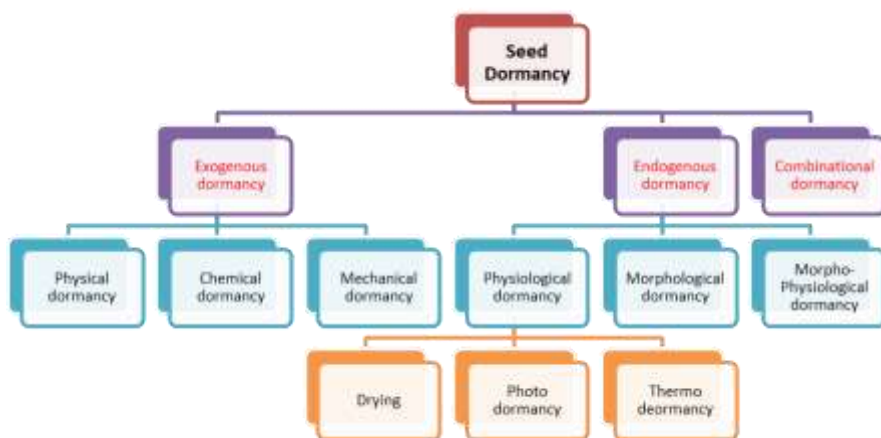 Seed
Dormancy
Exogenous
dormancy
Endogenous
dormancy
Combinational
dormancy
Physical
dormancy
Chemical
dormancy
Mechanical
dormancy
Physiological
dormancy
Morphological
dormancy
Morpho-
Physiological
dormancy
Drying
Photo
dormancy
Thermo
deormancy